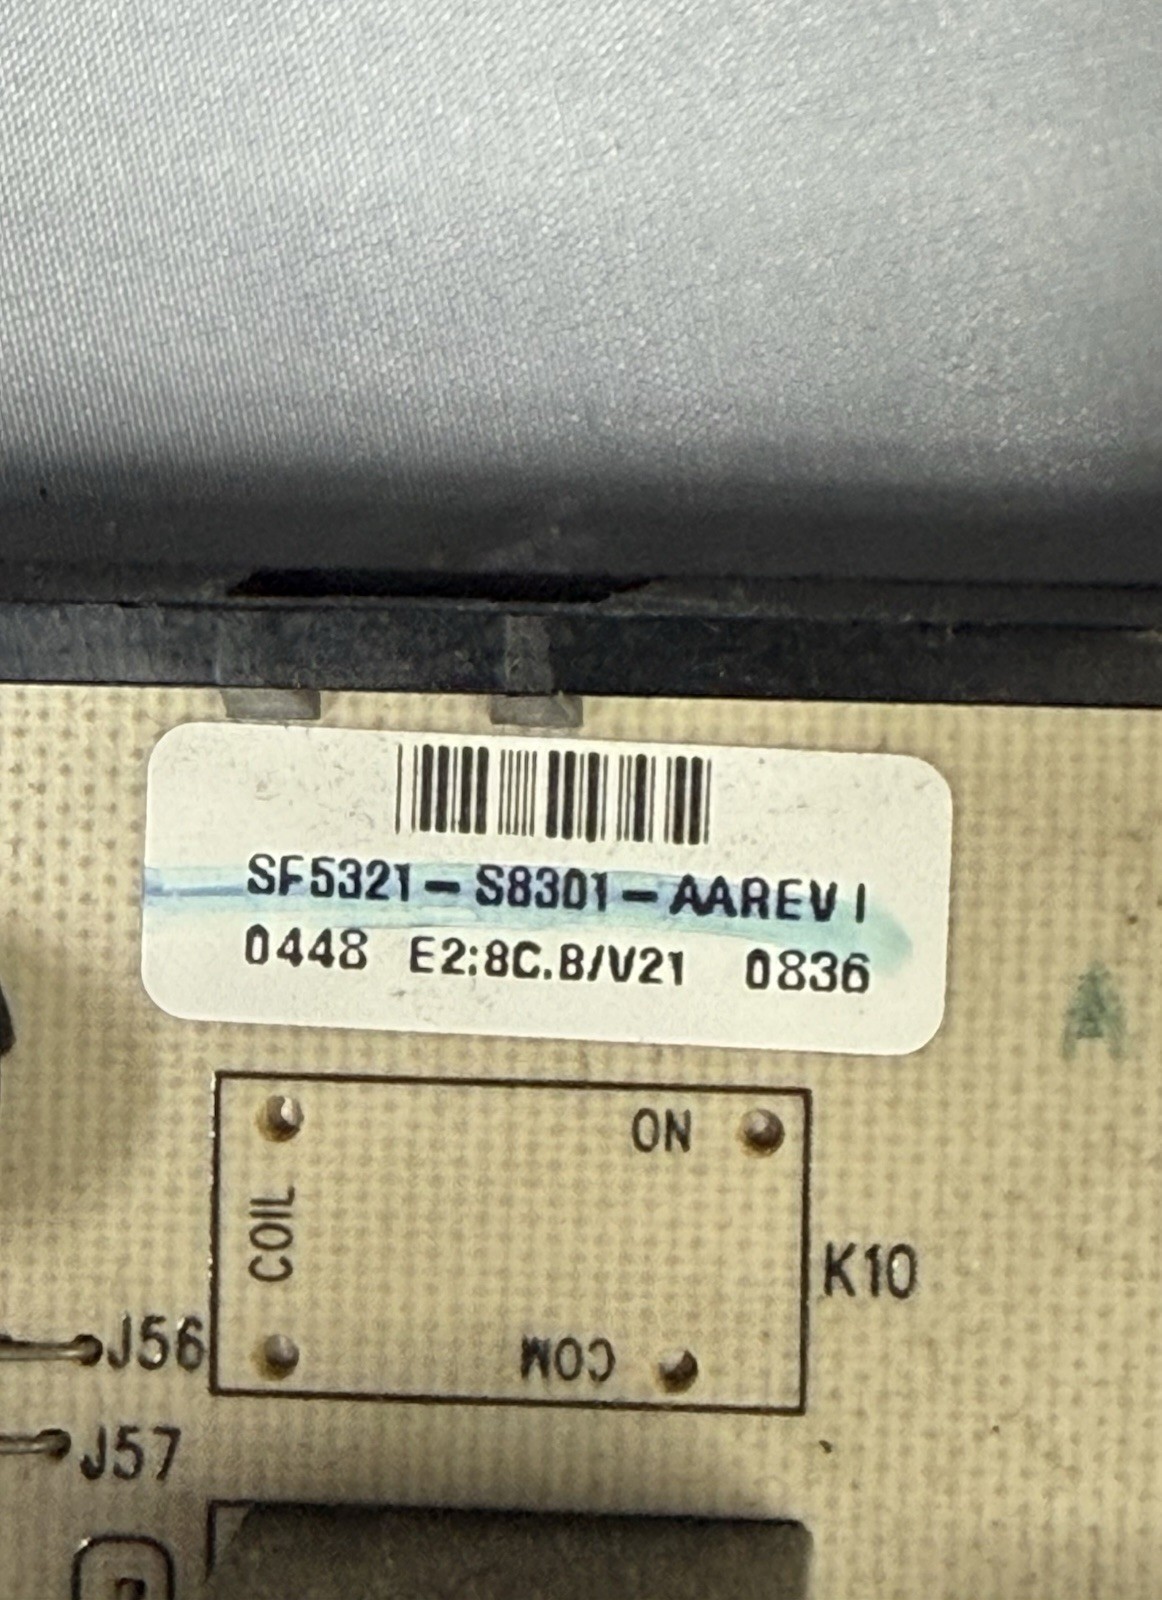 SF5321-S8301-AAREV I
0448 E2:8C.B/V21 0836
A
ON
COIL
K10
COM
J56
J57